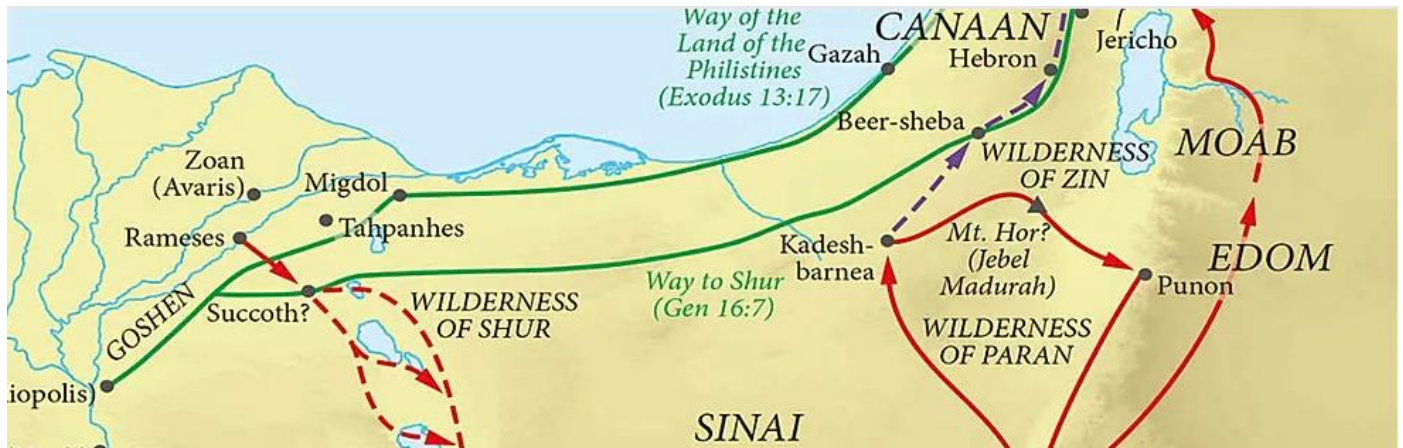 Way of the
Land of the
Philistines
(Exodus 13:17)
CANAAN
Gazah
Hebron
Jericho
Beer-sheba
WILDERNESS
OF ZIN
MOAB
Zoan
(Avaris)
Migdol
Tahpanhes
Rameses
Kadesh-
barnea
Mt. Hor?
(Jebel
Madurah)
EDOM
Punon
Way to Shur
(Gen 16:7)
GOSHEN
Succoth?
WILDERNESS
OF SHUR
WILDERNESS
OF PARAN
iopolis)
SINAI